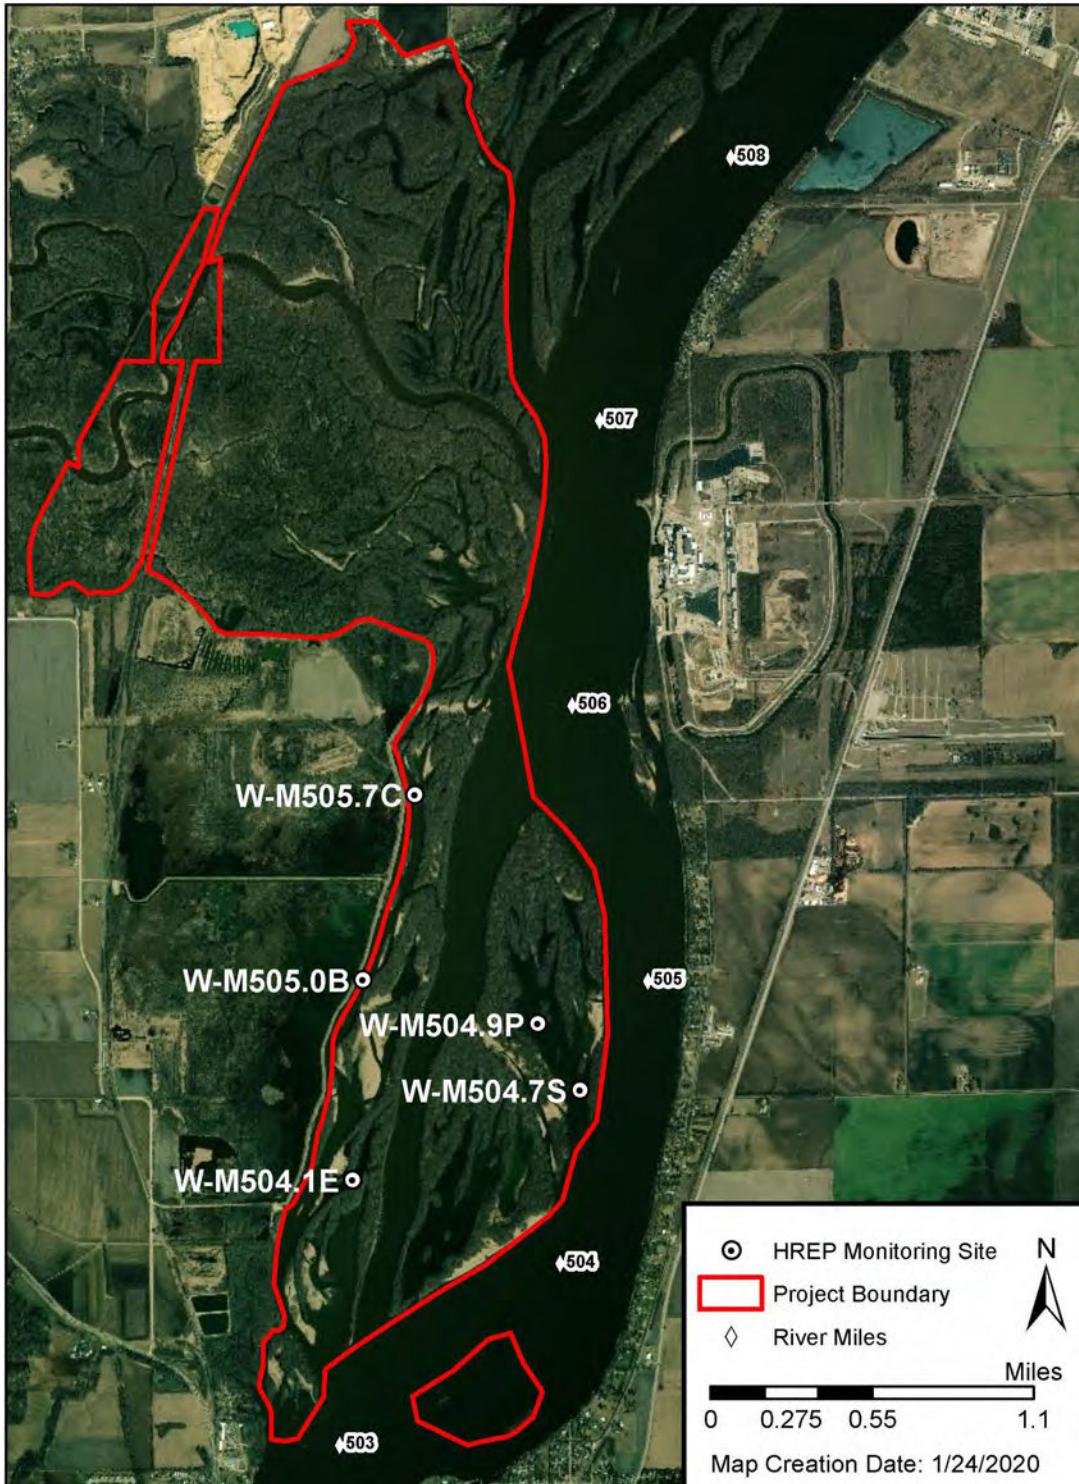 508
507
506
W-M505.7C
W-M505.0B
505
W-M504.9P
W-M504.7S
W-M504.1E
504
503
HREP Monitoring Site
N
Project Boundary
River Miles
Miles
0 0.275 0.55 1.1
Map Creation Date: 1/24/2020